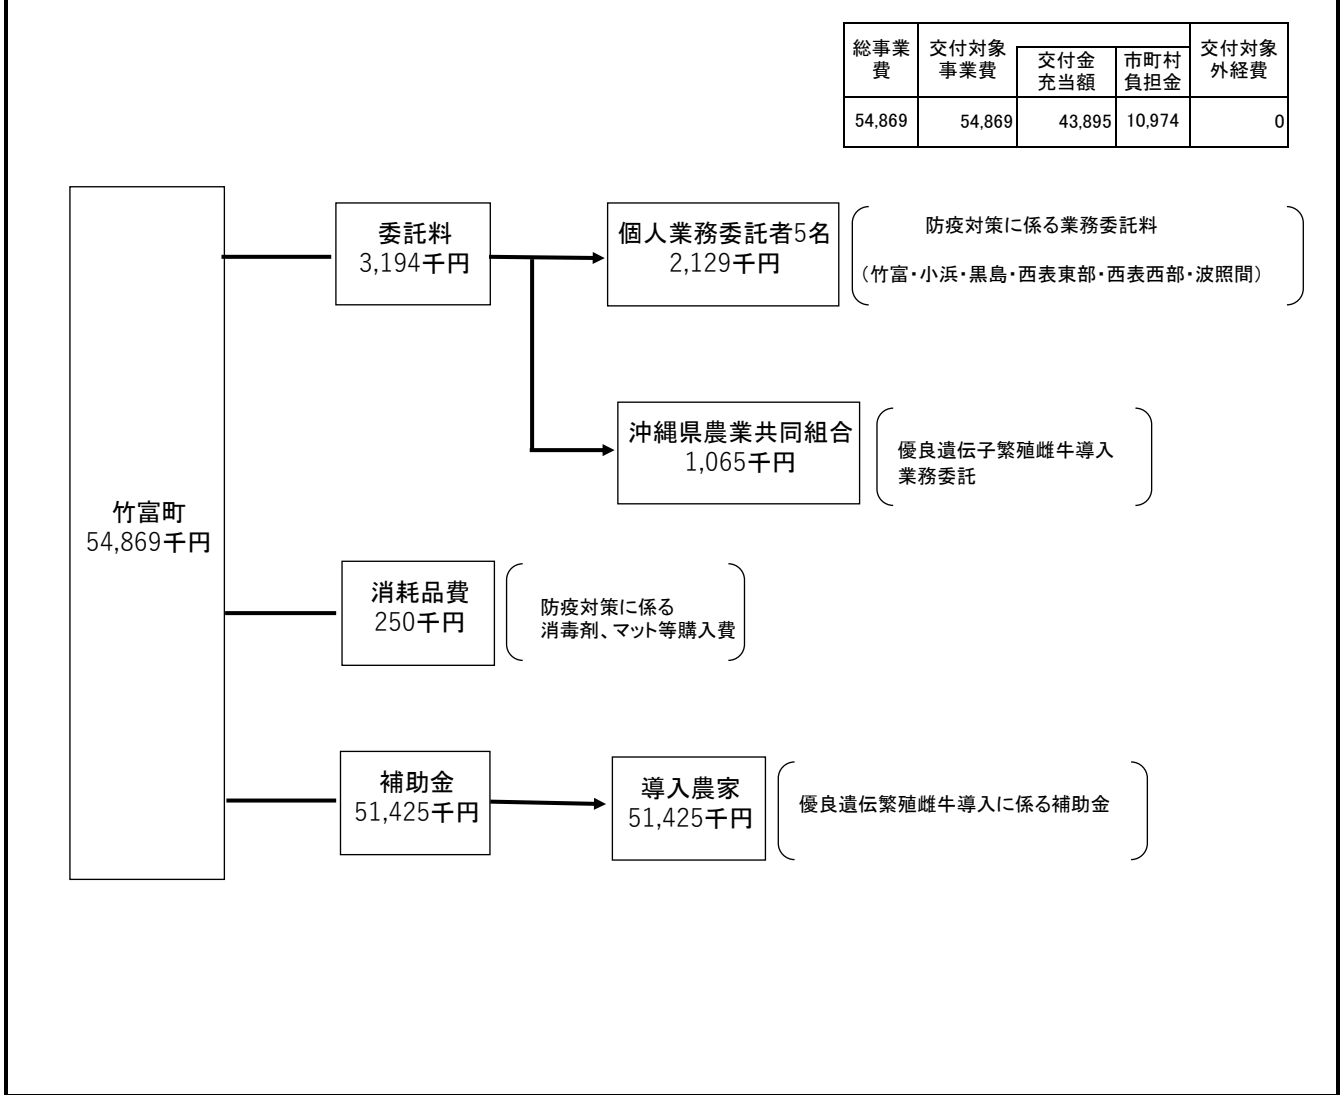 総事業
費
交付対象
事業費
交付金
充当額
市町村
負担金
交付対象
外経費
54,869
54,869
43,895
10,974
0
竹富町
54,869千円
委託料
3,194千円
個人業務委託者5名
2,129千円
防疫対策に係る業務委託料
（竹富・小浜・黒島・西表東部・西表西部・波照間）
沖縄県農業共同組合
1,065千円
優良遺伝子繁殖雌牛導入
業務委託
消耗品費
250千円
防疫対策に係る
消毒剤、マット等購入費
補助金
51,425千円
導入農家
51,425千円
優良遺伝繁殖雌牛導入に係る補助金